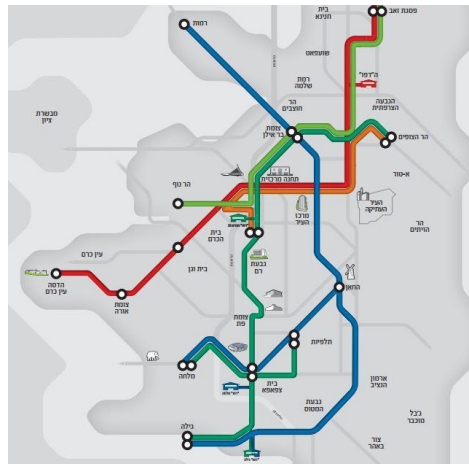 פסגת זאב
בית
חנינא
רמות
שועפאט
רמת
שלמה
"הדפו"
הר
חוצבים
הגבעה
הצרפתית
מבשרת
ציון
צומת
בר אילן
הר הצופים
תחנה מרכזית
א-טור
הר נוף
העיר
העתיקה
מרכז
העיר
הר
הזיתים
בית
הכרם
עין כרם
בית וגן
גבעת
רם
הדסה
עין כרם
צומת
אורה
החאן
צומת
פת
תלפיות
מלחה
בית
צפאפא
ארמון
הנציב
גבעת
המטוס
ג'בל
מוכבר
גילה
צור
באהר